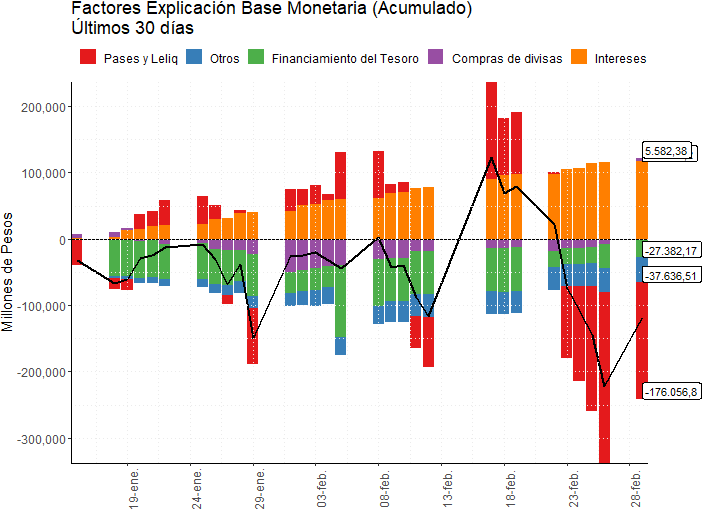 Factores Explicación Base Monetaria (Acumulado)
Últimos 30 días
Pases y Leliq
Otros
Financiamiento del Tesoro
Compras de divisas
Intereses
Millones de Pesos
200,000
100,000
0
-100,000
-200,000
-300,000
5.582,38
-27.382,17
-37.636,51
-176.056,8
19-ene.
24-ene.
29-ene.
03-feb.
08-feb.
13-feb.
18-feb.
23-feb.
28-feb.